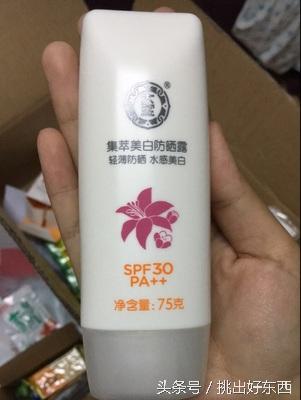 ®
集萃美白防晒露
轻薄防晒 水感美白
SPF30
PA++
净含量:75克
头条号/挑出好东西